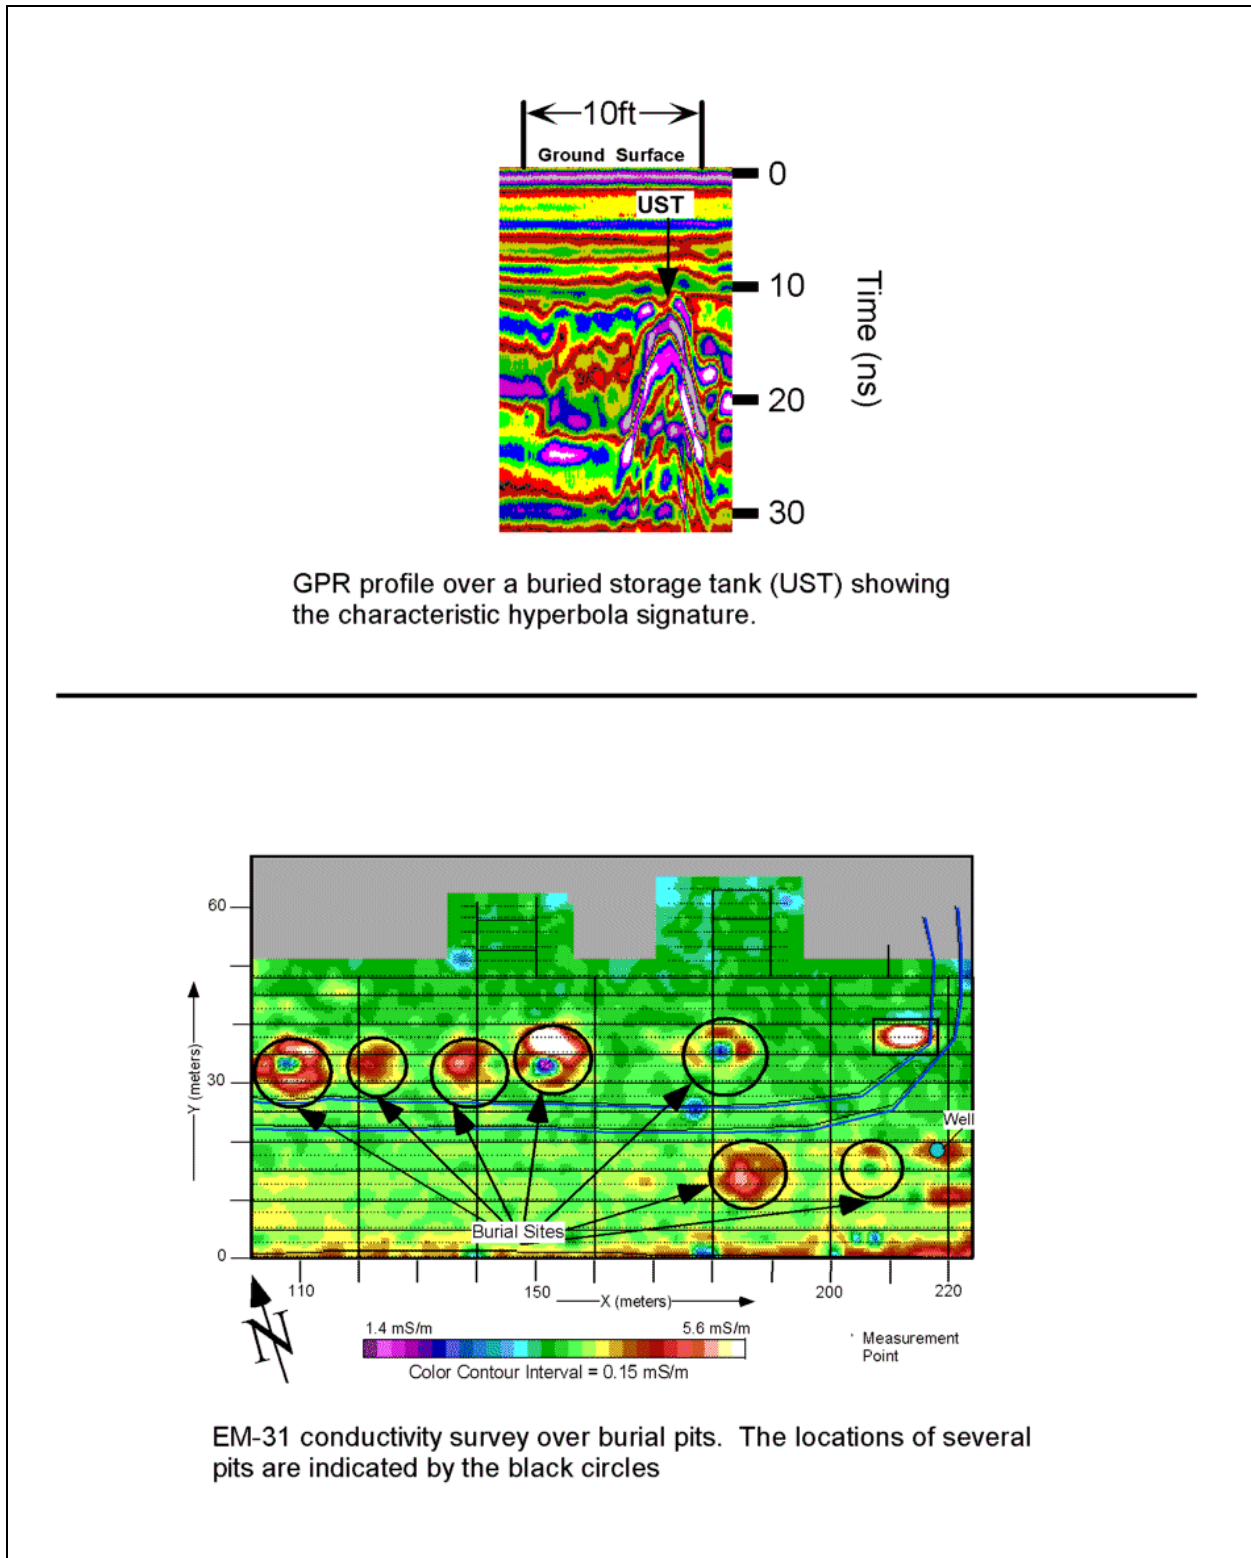 10ft
Ground Surface
0
UST
10
Time (ns)
20
30
GPR profile over a buried storage tank (UST) showing
the characteristic hyperbola signature.
60
Y (meters)
30
Well
Burial Sites
0
110
150
X (meters)
200
220
N
1.4 mS/m
5.6 mS/m
Color Contour Interval = 0.15 mS/m
Measurement
Point
EM-31 conductivity survey over burial pits. The locations of several
pits are indicated by the black circles